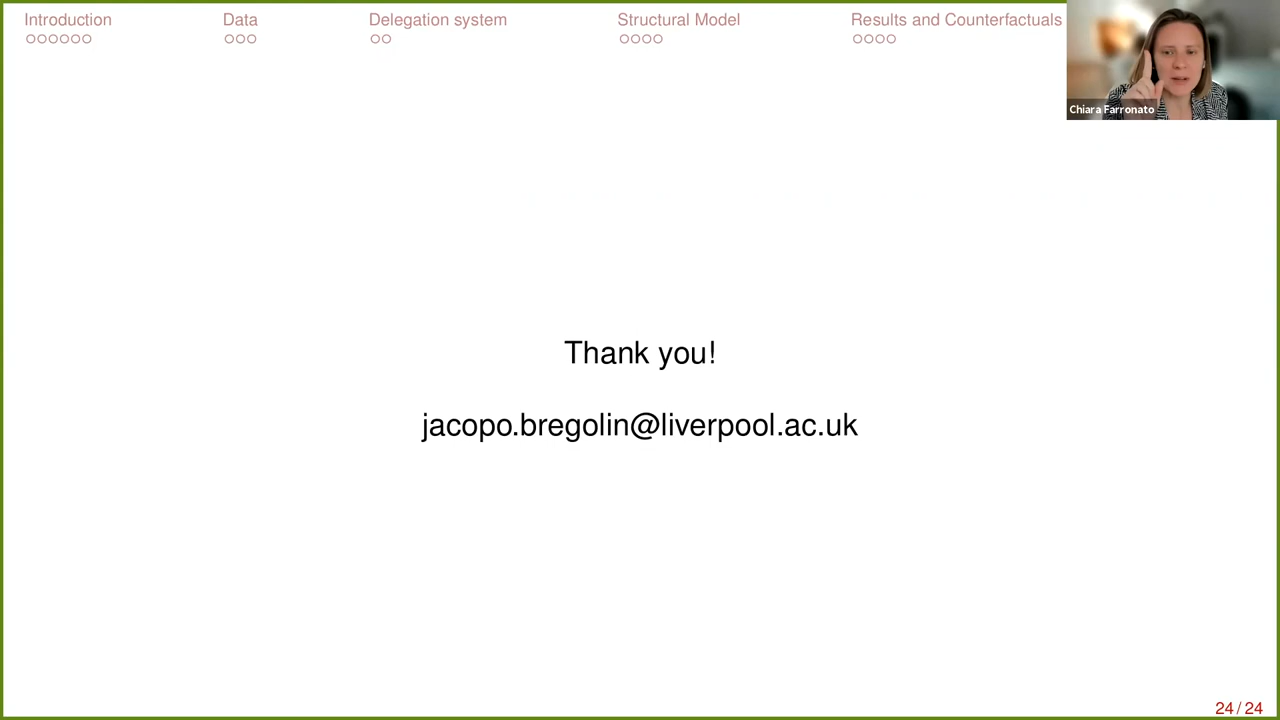 Introduction
Data
Delegation system
Structural Model
Results and Counterfactuals
Chiara Farronato
Thank you!
jacopo.bregolin@liverpool.ac.uk
24 / 24